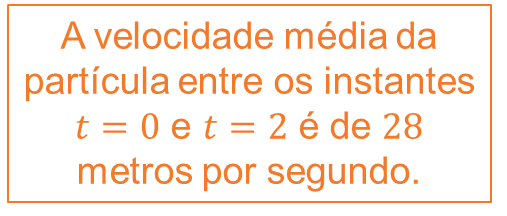 A velocidade média da
partícula entre os instantes
t = 0 e t = 2 é de 28
metros por segundo.